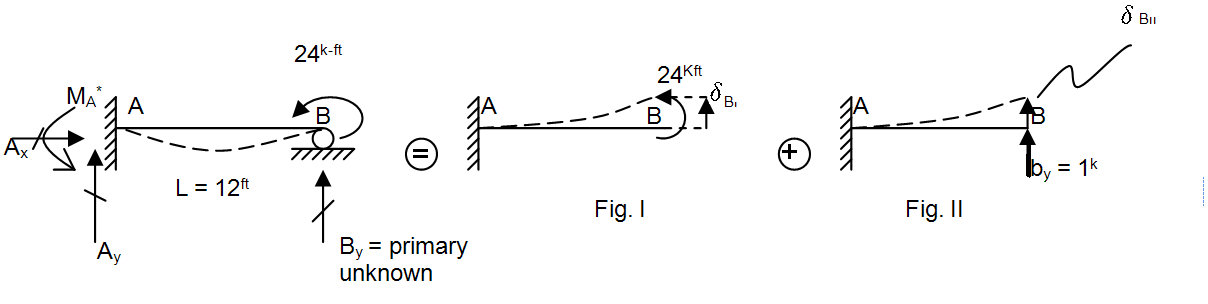 24k-ft
MA*
A
B
Ax
L = 12ft
Ay
By = primary
unknown
=
A
24Kft
B
δBI
Fig. I
+
A
B
δBII
by = 1k
Fig. II